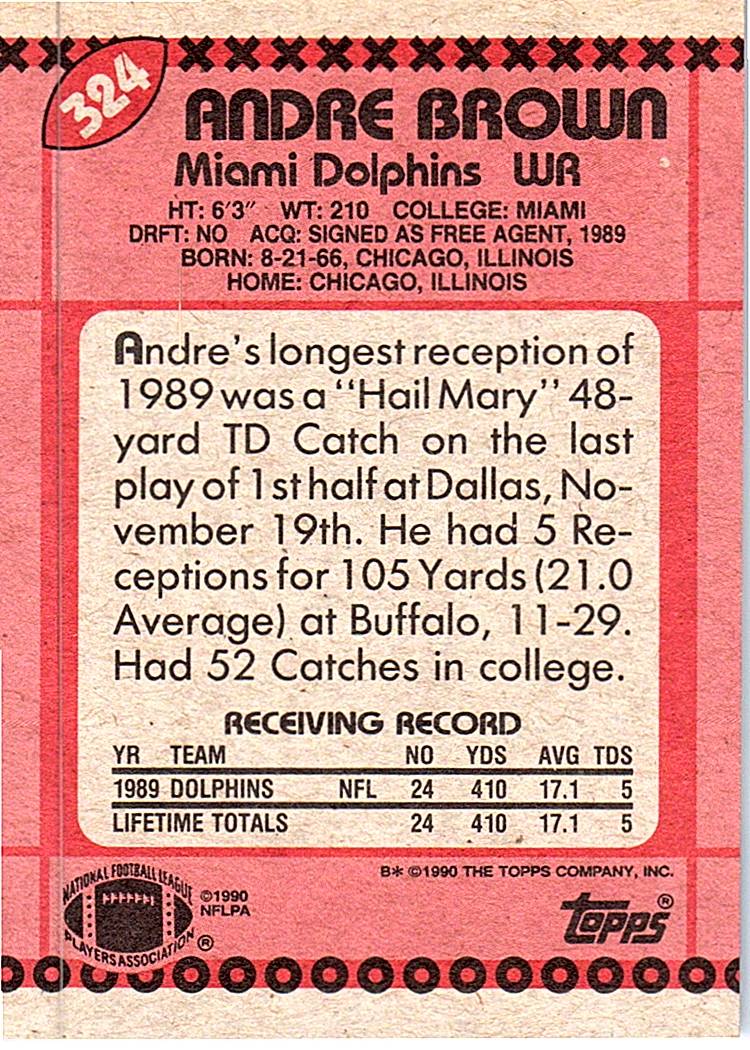 324
ANDRE BROWN
Miami Dolphins WR
HT: 6'3" WT: 210 COLLEGE: MIAMI
DRFT: NO ACQ: SIGNED AS FREE AGENT, 1989
BORN: 8-21-66, CHICAGO, ILLINOIS
HOME: CHICAGO, ILLINOIS
Andre's longest reception of
1989 was a "Hail Mary" 48-
yard TD Catch on the last
play of 1st half at Dallas, No-
vember 19th. He had 5 Re-
ceptions for 105 Yards (21.0
Average) at Buffalo, 11-29.
Had 52 Catches in college.
RECEIVING RECORD
YR TEAM NO YDS AVG TDS
1989 DOLPHINS NFL 24 410 17.1 5
LIFETIME TOTALS 24 410 17.1 5
B* ©1990 THE TOPPS COMPANY, INC.
NATIONAL FOOTBALL LEAGUE
PLAYERS ASSOCIATION ®
©1990
NFLPA
topps ®